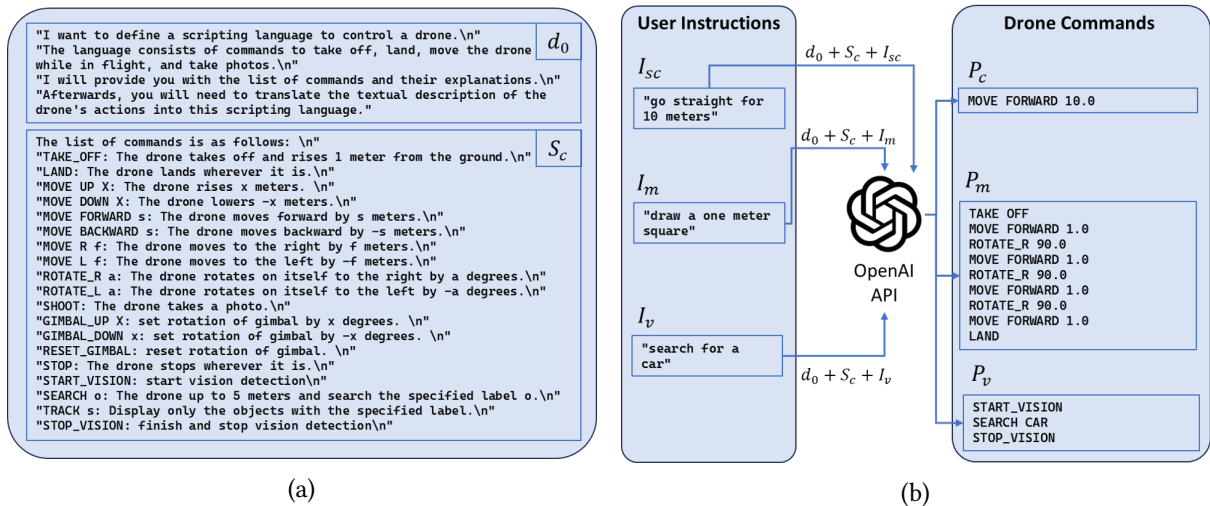 "I want to define a scripting language to control a drone.\n"
"The language consists of commands to take off, land, move the drone
while in flight, and take photos.\n"
"I will provide you with the list of commands and their explanations.\n"
"Afterwards, you will need to translate the textual description of the
drone's actions into this scripting language."
d₀
The list of commands is as follows: \n"
"TAKE_OFF: The drone takes off and rises 1 meter from the ground.\n"
"LAND: The drone lands wherever it is.\n"
"MOVE UP X: The drone rises x meters. \n"
"MOVE DOWN X: The drone lowers -x meters.\n"
"MOVE FORWARD s: The drone moves forward by s meters.\n"
"MOVE BACKWARD s: The drone moves backward by -s meters.\n"
"MOVE R f: The drone moves to the right by f meters.\n"
"MOVE L f: The drone moves to the left by -f meters.\n"
"ROTATE_R a: The drone rotates on itself to the right by a degrees.\n"
"ROTATE_L a: The drone rotates on itself to the left by -a degrees.\n"
"SHOOT: The drone takes a photo.\n"
"GIMBAL_UP X: set rotation of gimbal by x degrees. \n"
"GIMBAL_DOWN x: set rotation of gimbal by -x degrees. \n"
"RESET_GIMBAL: reset rotation of gimbal. \n"
"STOP: The drone stops wherever it is.\n"
"START_VISION: start vision detection\n"
"SEARCH o: The drone up to 5 meters and search the specified label o.\n"
"TRACK s: Display only the objects with the specified label.\n"
"STOP_VISION: finish and stop vision detection\n"
S_c
(a)
User Instructions
I_sc
"go straight for
10 meters"
I_m
"draw a one meter
square"
I_v
"search for a
car"
d₀ + S_c + I_sc
d₀ + S_c + I_m
OpenAI
API
d₀ + S_c + I_v
Drone Commands
P_c
MOVE FORWARD 10.0
P_m
TAKE OFF
MOVE FORWARD 1.0
ROTATE_R 90.0
MOVE FORWARD 1.0
ROTATE_R 90.0
MOVE FORWARD 1.0
ROTATE_R 90.0
MOVE FORWARD 1.0
LAND
P_v
START_VISION
SEARCH CAR
STOP_VISION
(b)